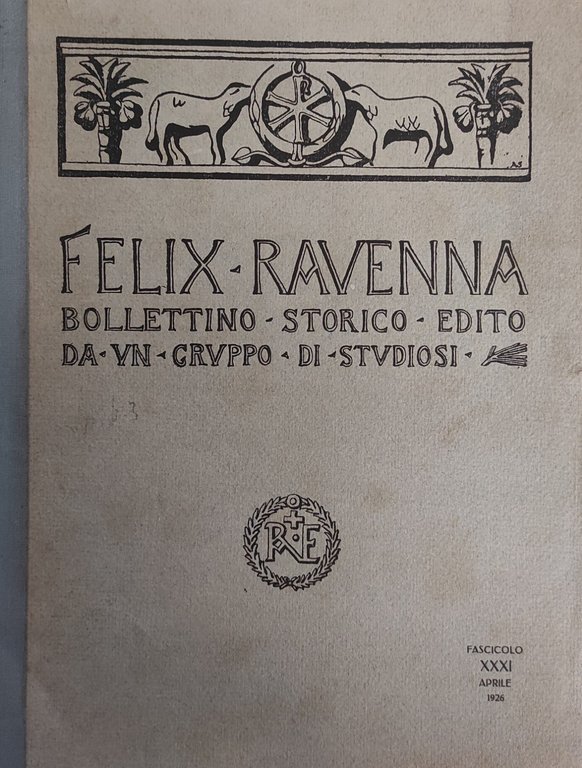 FELIX - RAVENNA
BOLLETTINO - STORICO - EDITO
DA - VN - GRVPPO - DI - STVDIOSI -
R.E
FASCICOLO
XXXI
APRILE
1926